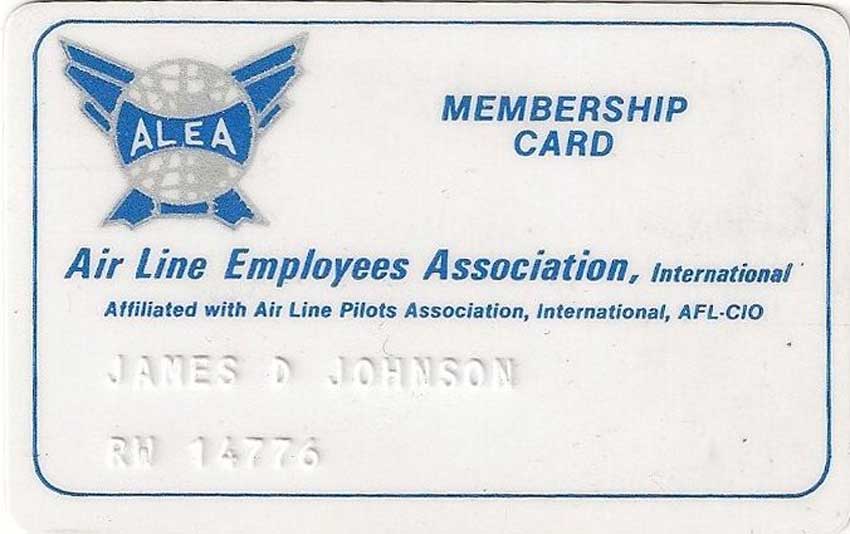 ALEA
MEMBERSHIP
CARD
Air Line Employees Association, International
Affiliated with Air Line Pilots Association, International, AFL-CIO
JAMES D JOHNSON
RW 14776